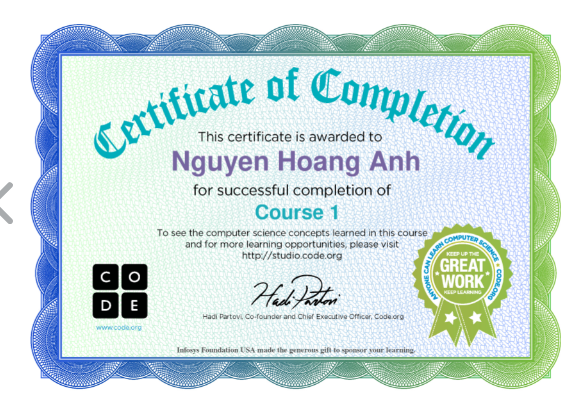 Certificate of Completion
This certificate is awarded to
Nguyen Hoang Anh
for successful completion of
Course 1
To see the computer science concepts learned in this course
and for more learning opportunities, please visit
http://studio.code.org
C O
D E
www.code.org
Hadi Partovi
Hadi Partovi, Co-founder and Chief Executive Officer, Code.org
ANYONE CAN LEARN COMPUTER SCIENCE • CODE.ORG
KEEP UP THE
GREAT
WORK
KEEP LEARNING
Infosys Foundation USA made the generous gift to sponsor your learning.